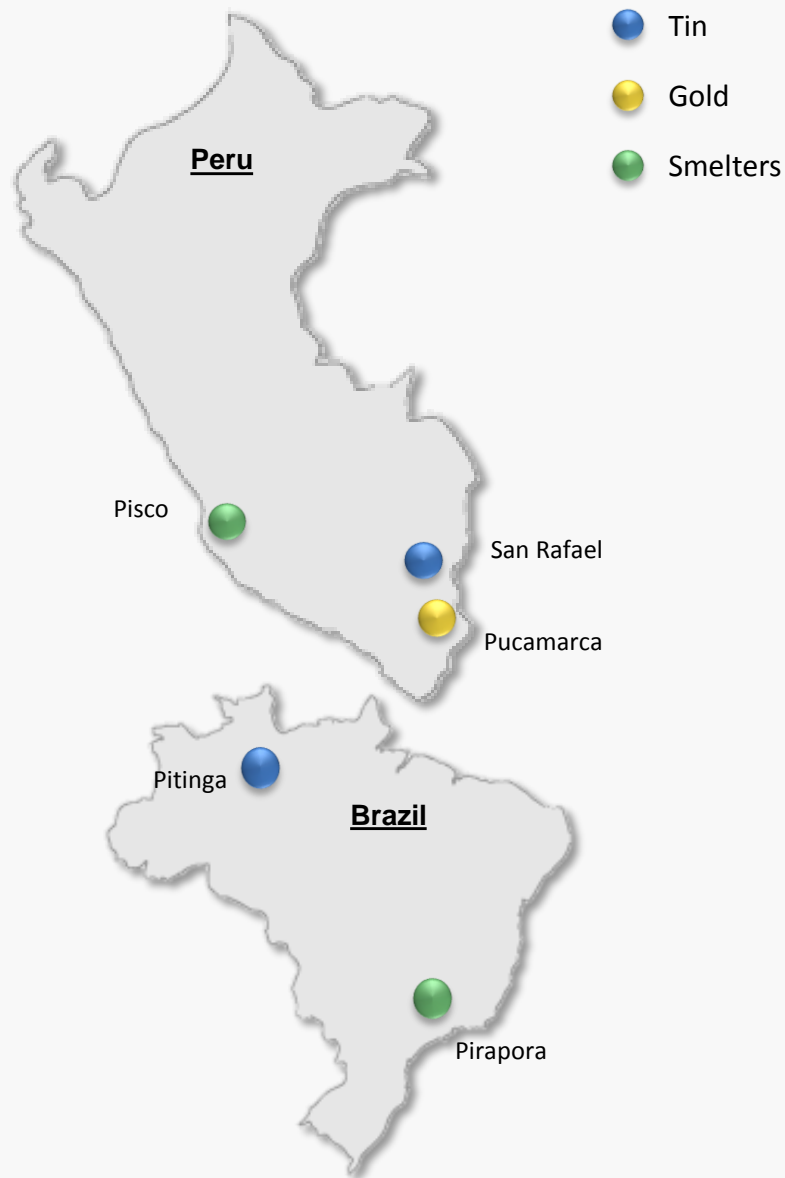 Tin
Gold
Smelters
Peru
Pisco
San Rafael
Pucamarca
Pitinga
Brazil
Pirapora